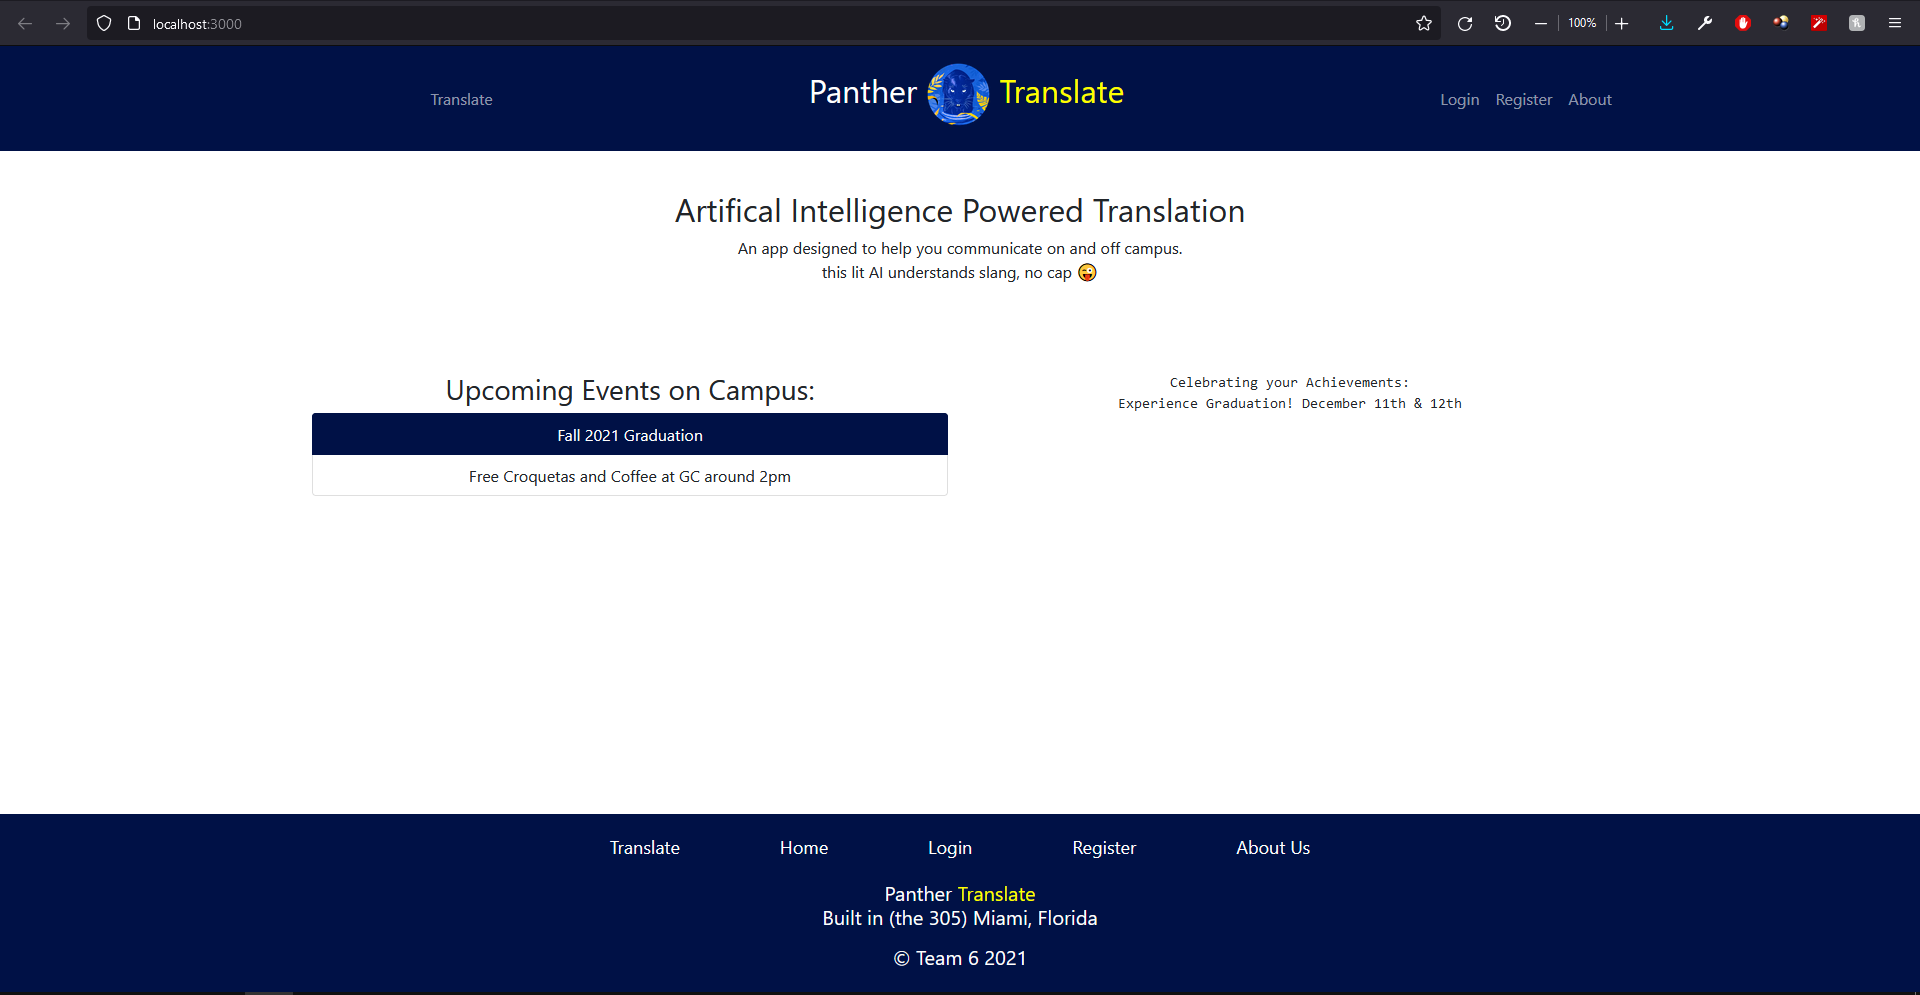 localhost:3000
100%
Translate
Panther Translate
Login Register About
Artifical Intelligence Powered Translation
An app designed to help you communicate on and off campus.
this lit AI understands slang, no cap 😜
Upcoming Events on Campus:
Fall 2021 Graduation
Free Croquetas and Coffee at GC around 2pm
Celebrating your Achievements:
Experience Graduation! December 11th & 12th
Translate Home Login Register About Us
Panther Translate
Built in (the 305) Miami, Florida
© Team 6 2021